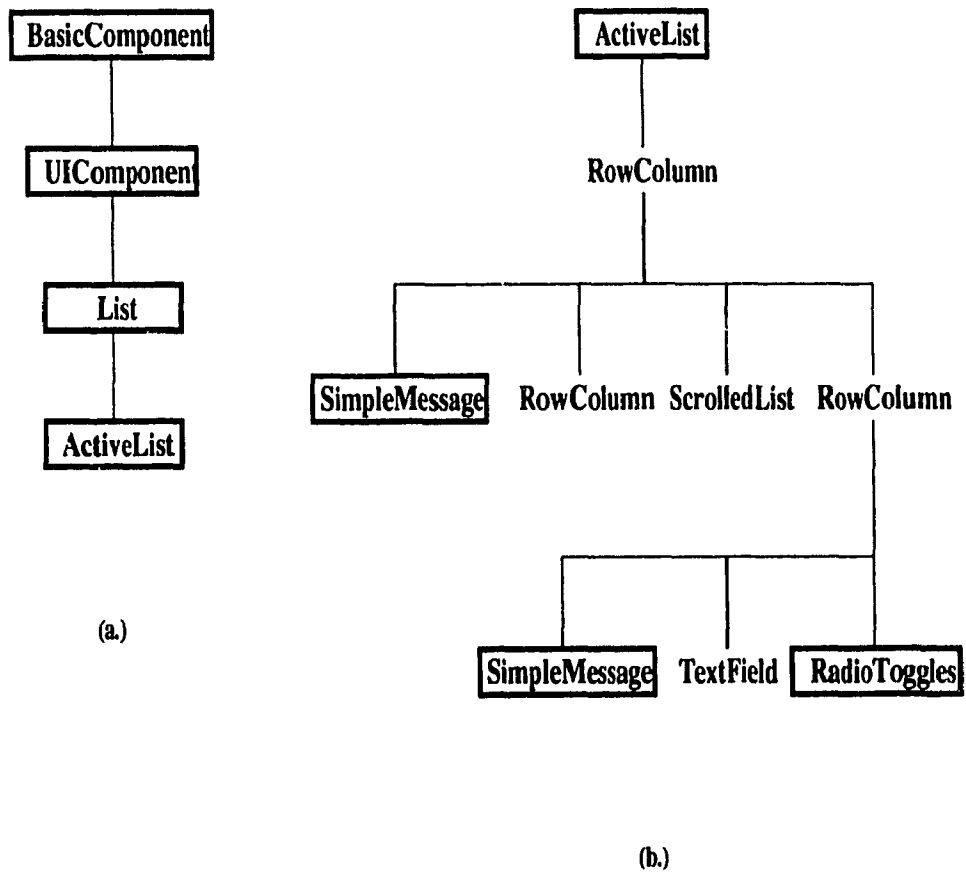 BasicComponent
UIComponent
List
ActiveList
(a.)
ActiveList
RowColumn
SimpleMessage RowColumn ScrolledList RowColumn
SimpleMessage TextField RadioToggles
(b.)